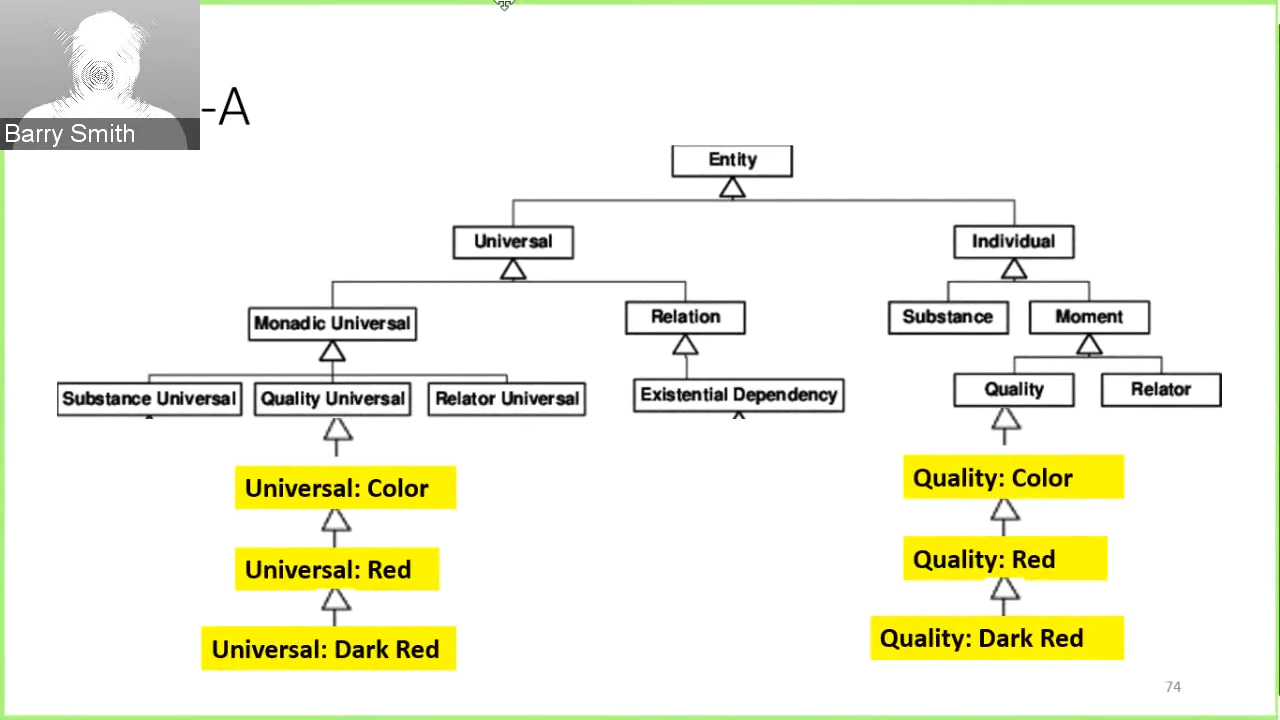 Barry Smith
-A
Entity
Universal
Individual
Monadic Universal
Relation
Substance
Moment
Substance Universal
Quality Universal
Relator Universal
Existential Dependency
Quality
Relator
Universal: Color
Quality: Color
Universal: Red
Quality: Red
Universal: Dark Red
Quality: Dark Red
74